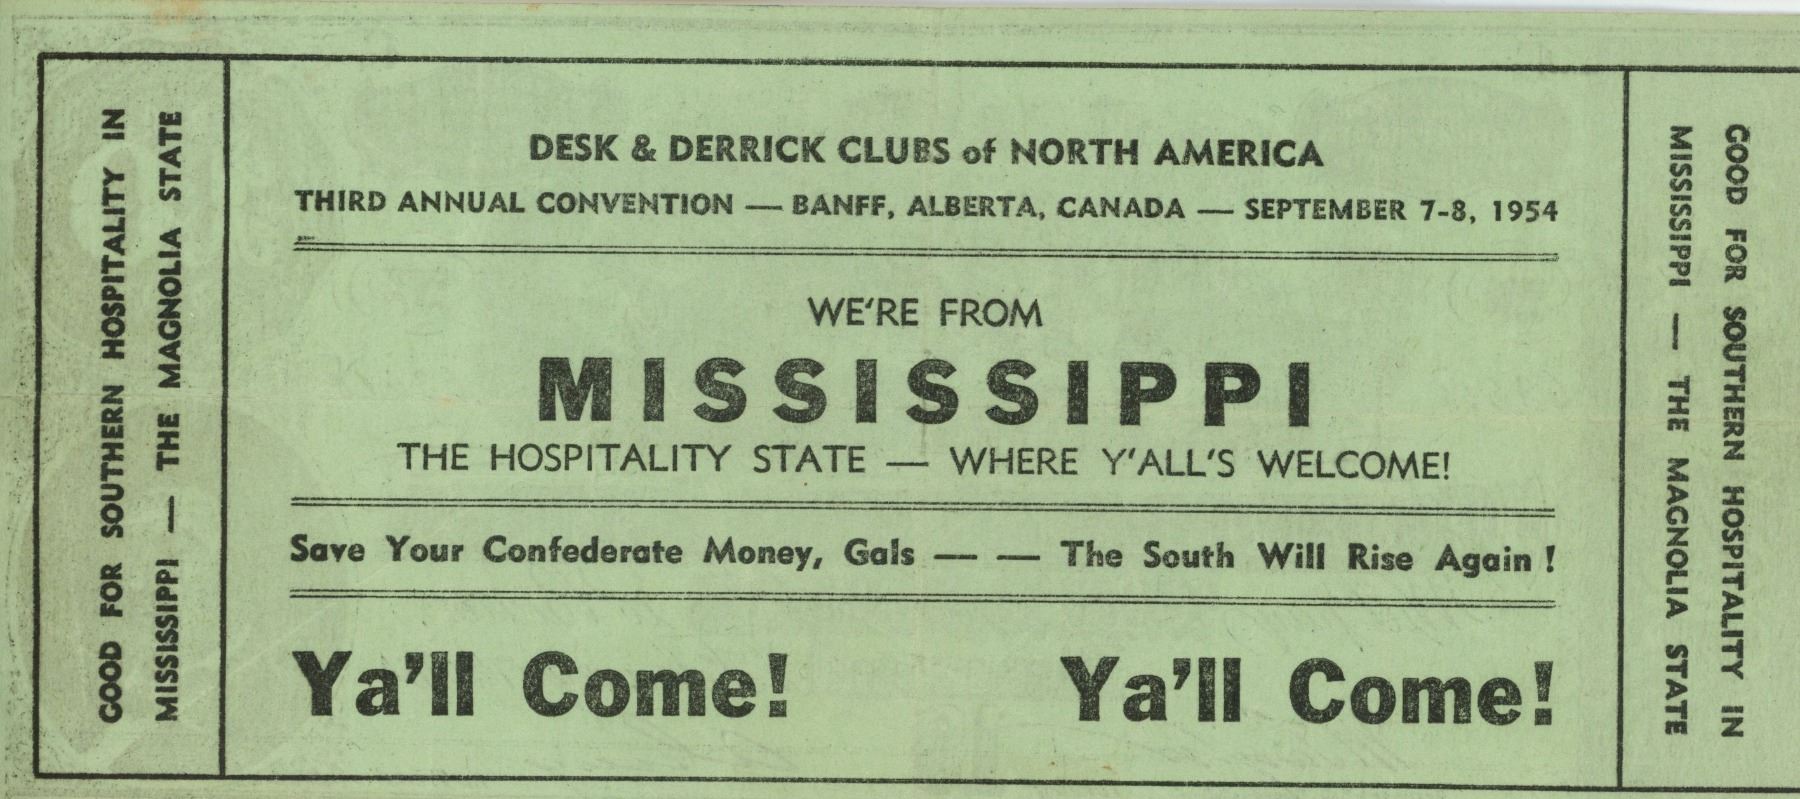 GOOD FOR SOUTHERN HOSPITALITY IN
MISSISSIPPI — THE MAGNOLIA STATE
DESK & DERRICK CLUBS of NORTH AMERICA
THIRD ANNUAL CONVENTION — BANFF, ALBERTA, CANADA — SEPTEMBER 7-8, 1954
WE'RE FROM
MISSISSIPPI
THE HOSPITALITY STATE — WHERE Y'ALL'S WELCOME!
Save Your Confederate Money, Gals — — The South Will Rise Again !
Ya'll Come! Ya'll Come!
GOOD FOR SOUTHERN HOSPITALITY IN
MISSISSIPPI — THE MAGNOLIA STATE